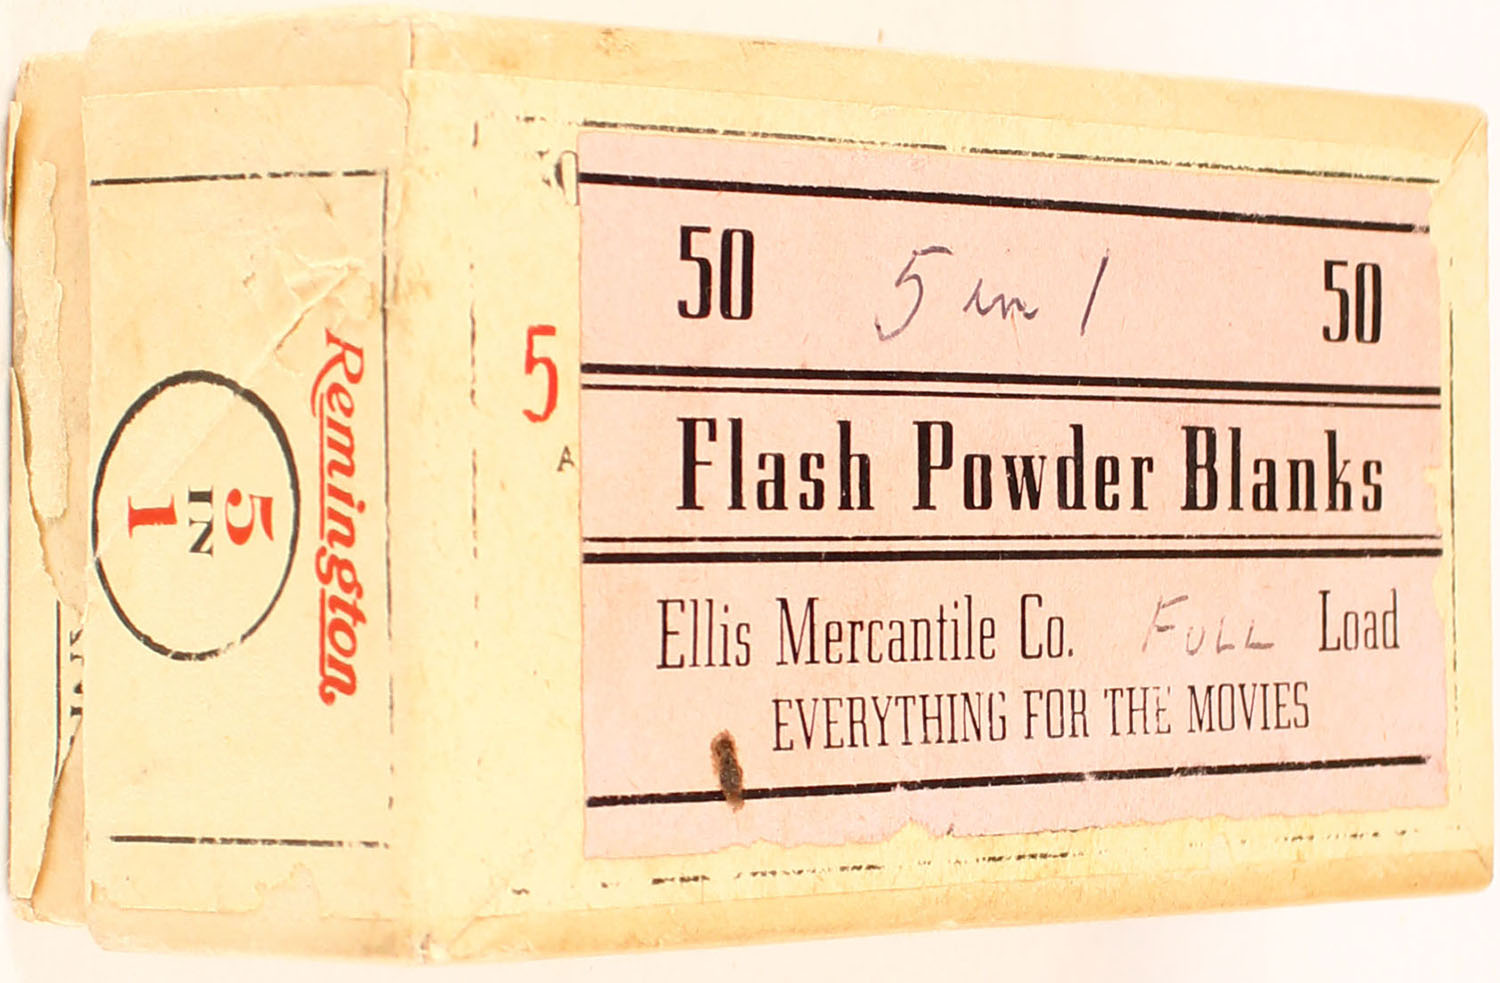 Remington
5
IN
1
5
A
50 5 in 1 50
Flash Powder Blanks
Ellis Mercantile Co. FULL Load
EVERYTHING FOR THE MOVIES